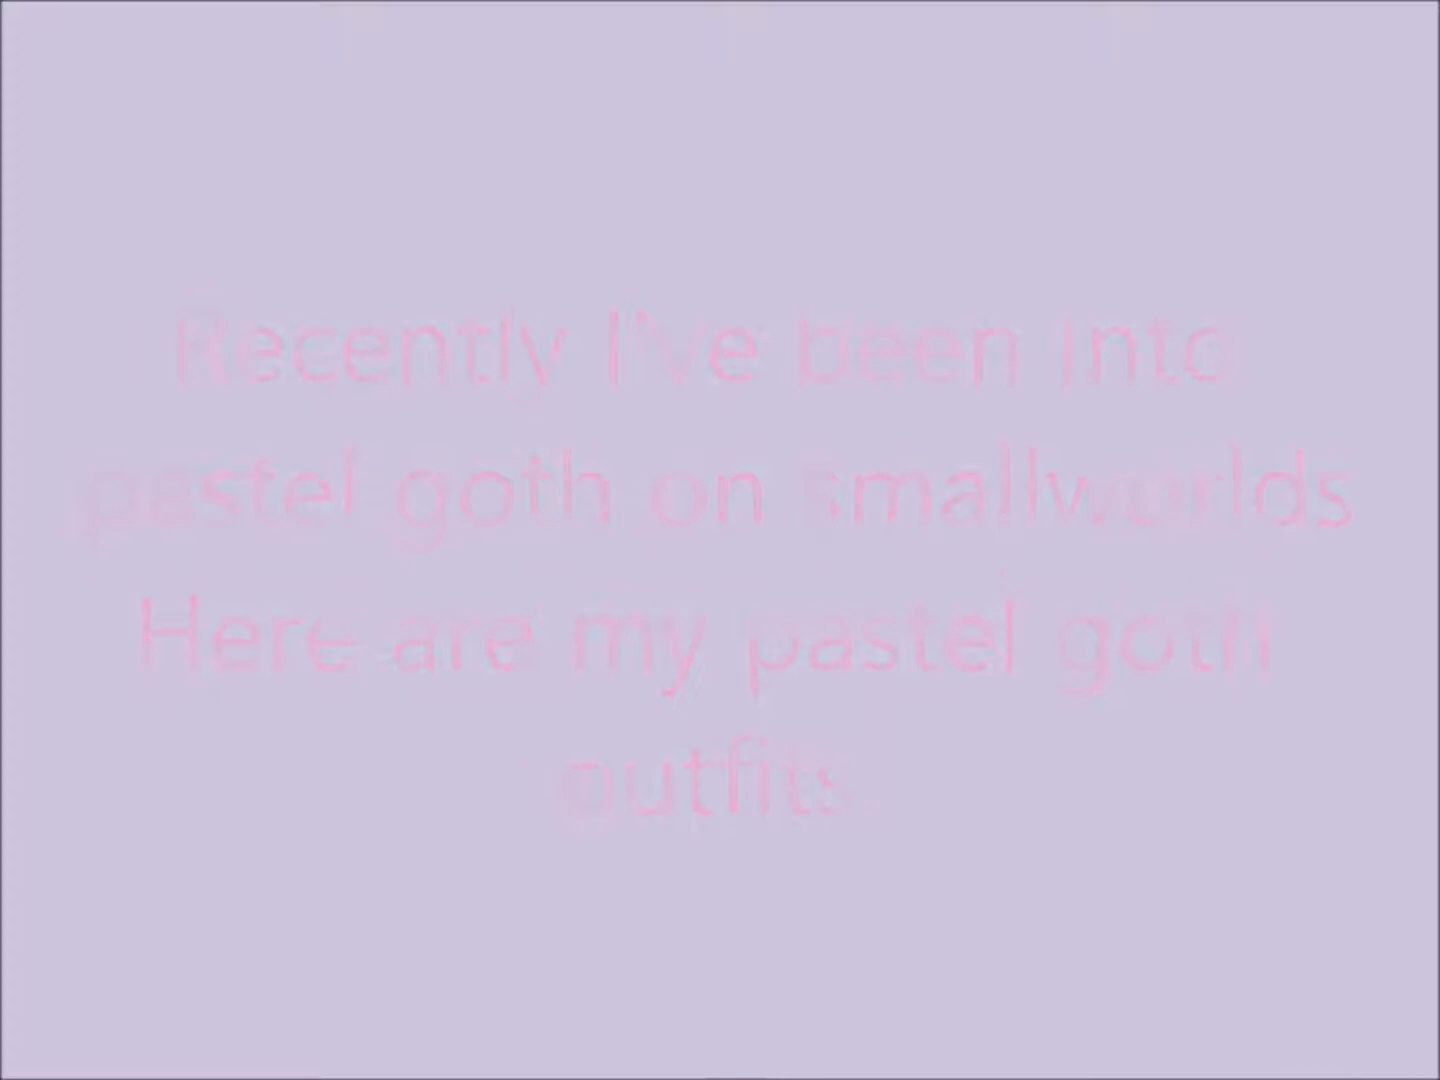 Recently I've been into
pastel goth on smallworlds
Here are my pastel goth
outfits.